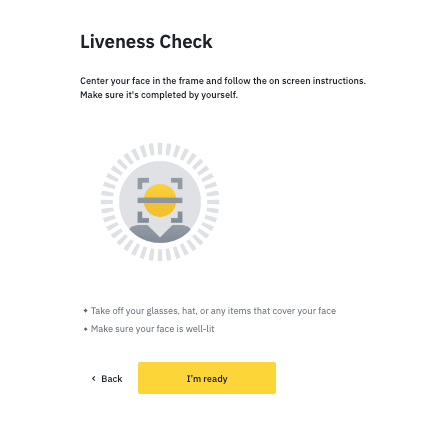 Liveness Check
Center your face in the frame and follow the on screen instructions.
Make sure it's completed by yourself.
Take off your glasses, hat, or any items that cover your face
Make sure your face is well-lit
Back
I'm ready